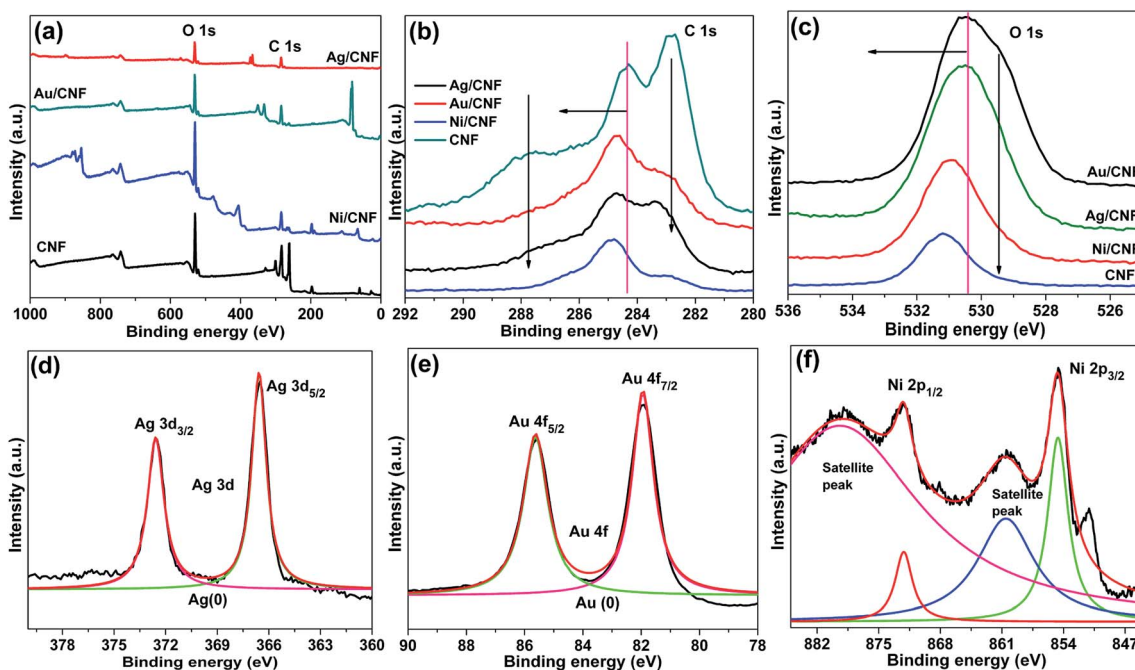 (a)
O 1s
C 1s
Ag/CNF
Au/CNF
Ni/CNF
CNF
Intensity (a.u.)
1000 800 600 400 200 0
Binding energy (eV)
(b)
C 1s
Ag/CNF
Au/CNF
Ni/CNF
CNF
Intensity (a.u.)
292 290 288 286 284 282 280
Binding energy (eV)
(c)
O 1s
Au/CNF
Ag/CNF
Ni/CNF
CNF
Intensity (a.u.)
536 534 532 530 528 526
Binding energy (eV)
(d)
Ag 3d5/2
Ag 3d3/2
Ag 3d
Ag(0)
Intensity (a.u.)
378 375 372 369 366 363 360
Binding energy (eV)
(e)
Au 4f7/2
Au 4f5/2
Au 4f
Au (0)
Intensity (a.u.)
90 88 86 84 82 80 78
Binding energy (eV)
(f)
Ni 2p3/2
Ni 2p1/2
Satellite
peak
Satellite
peak
Intensity (a.u.)
882 875 868 861 854 847
Binding energy (eV)